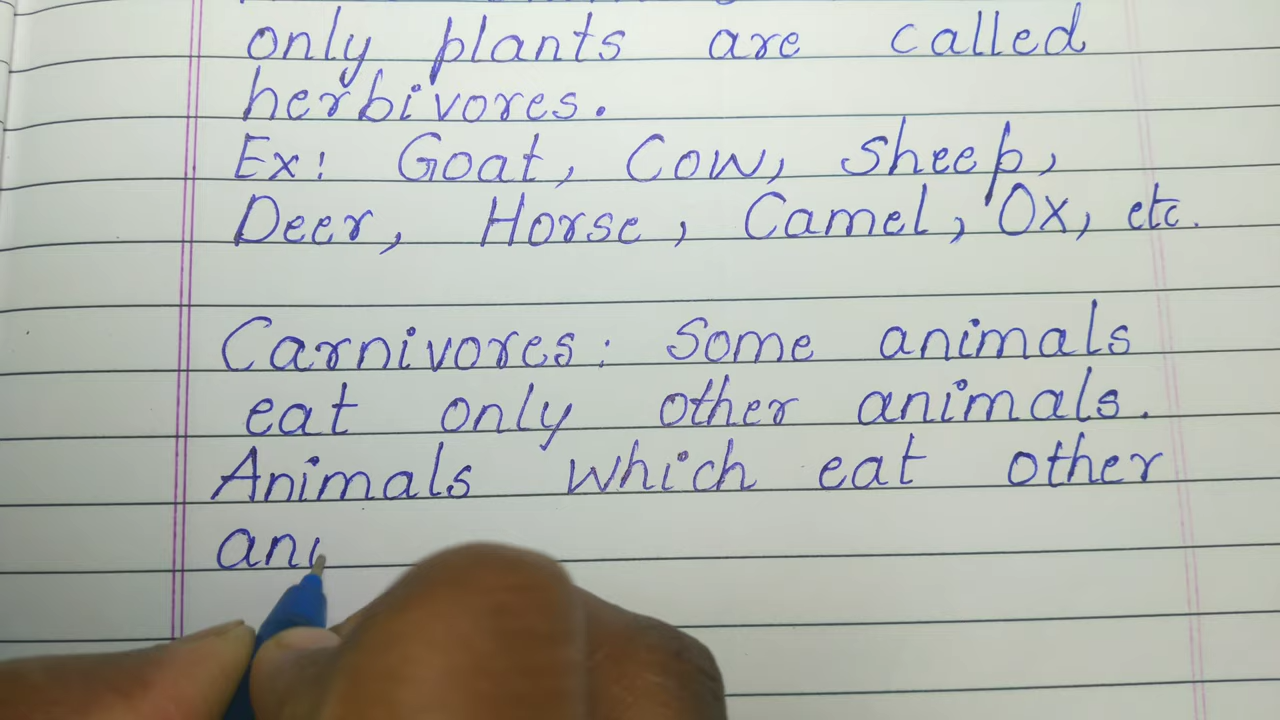 only plants are called
herbivores.
Ex: Goat, Cow, Sheep,
Deer, Horse, Camel, Ox, etc.
Carnivores: Some animals
eat only other animals.
Animals which eat other
ani